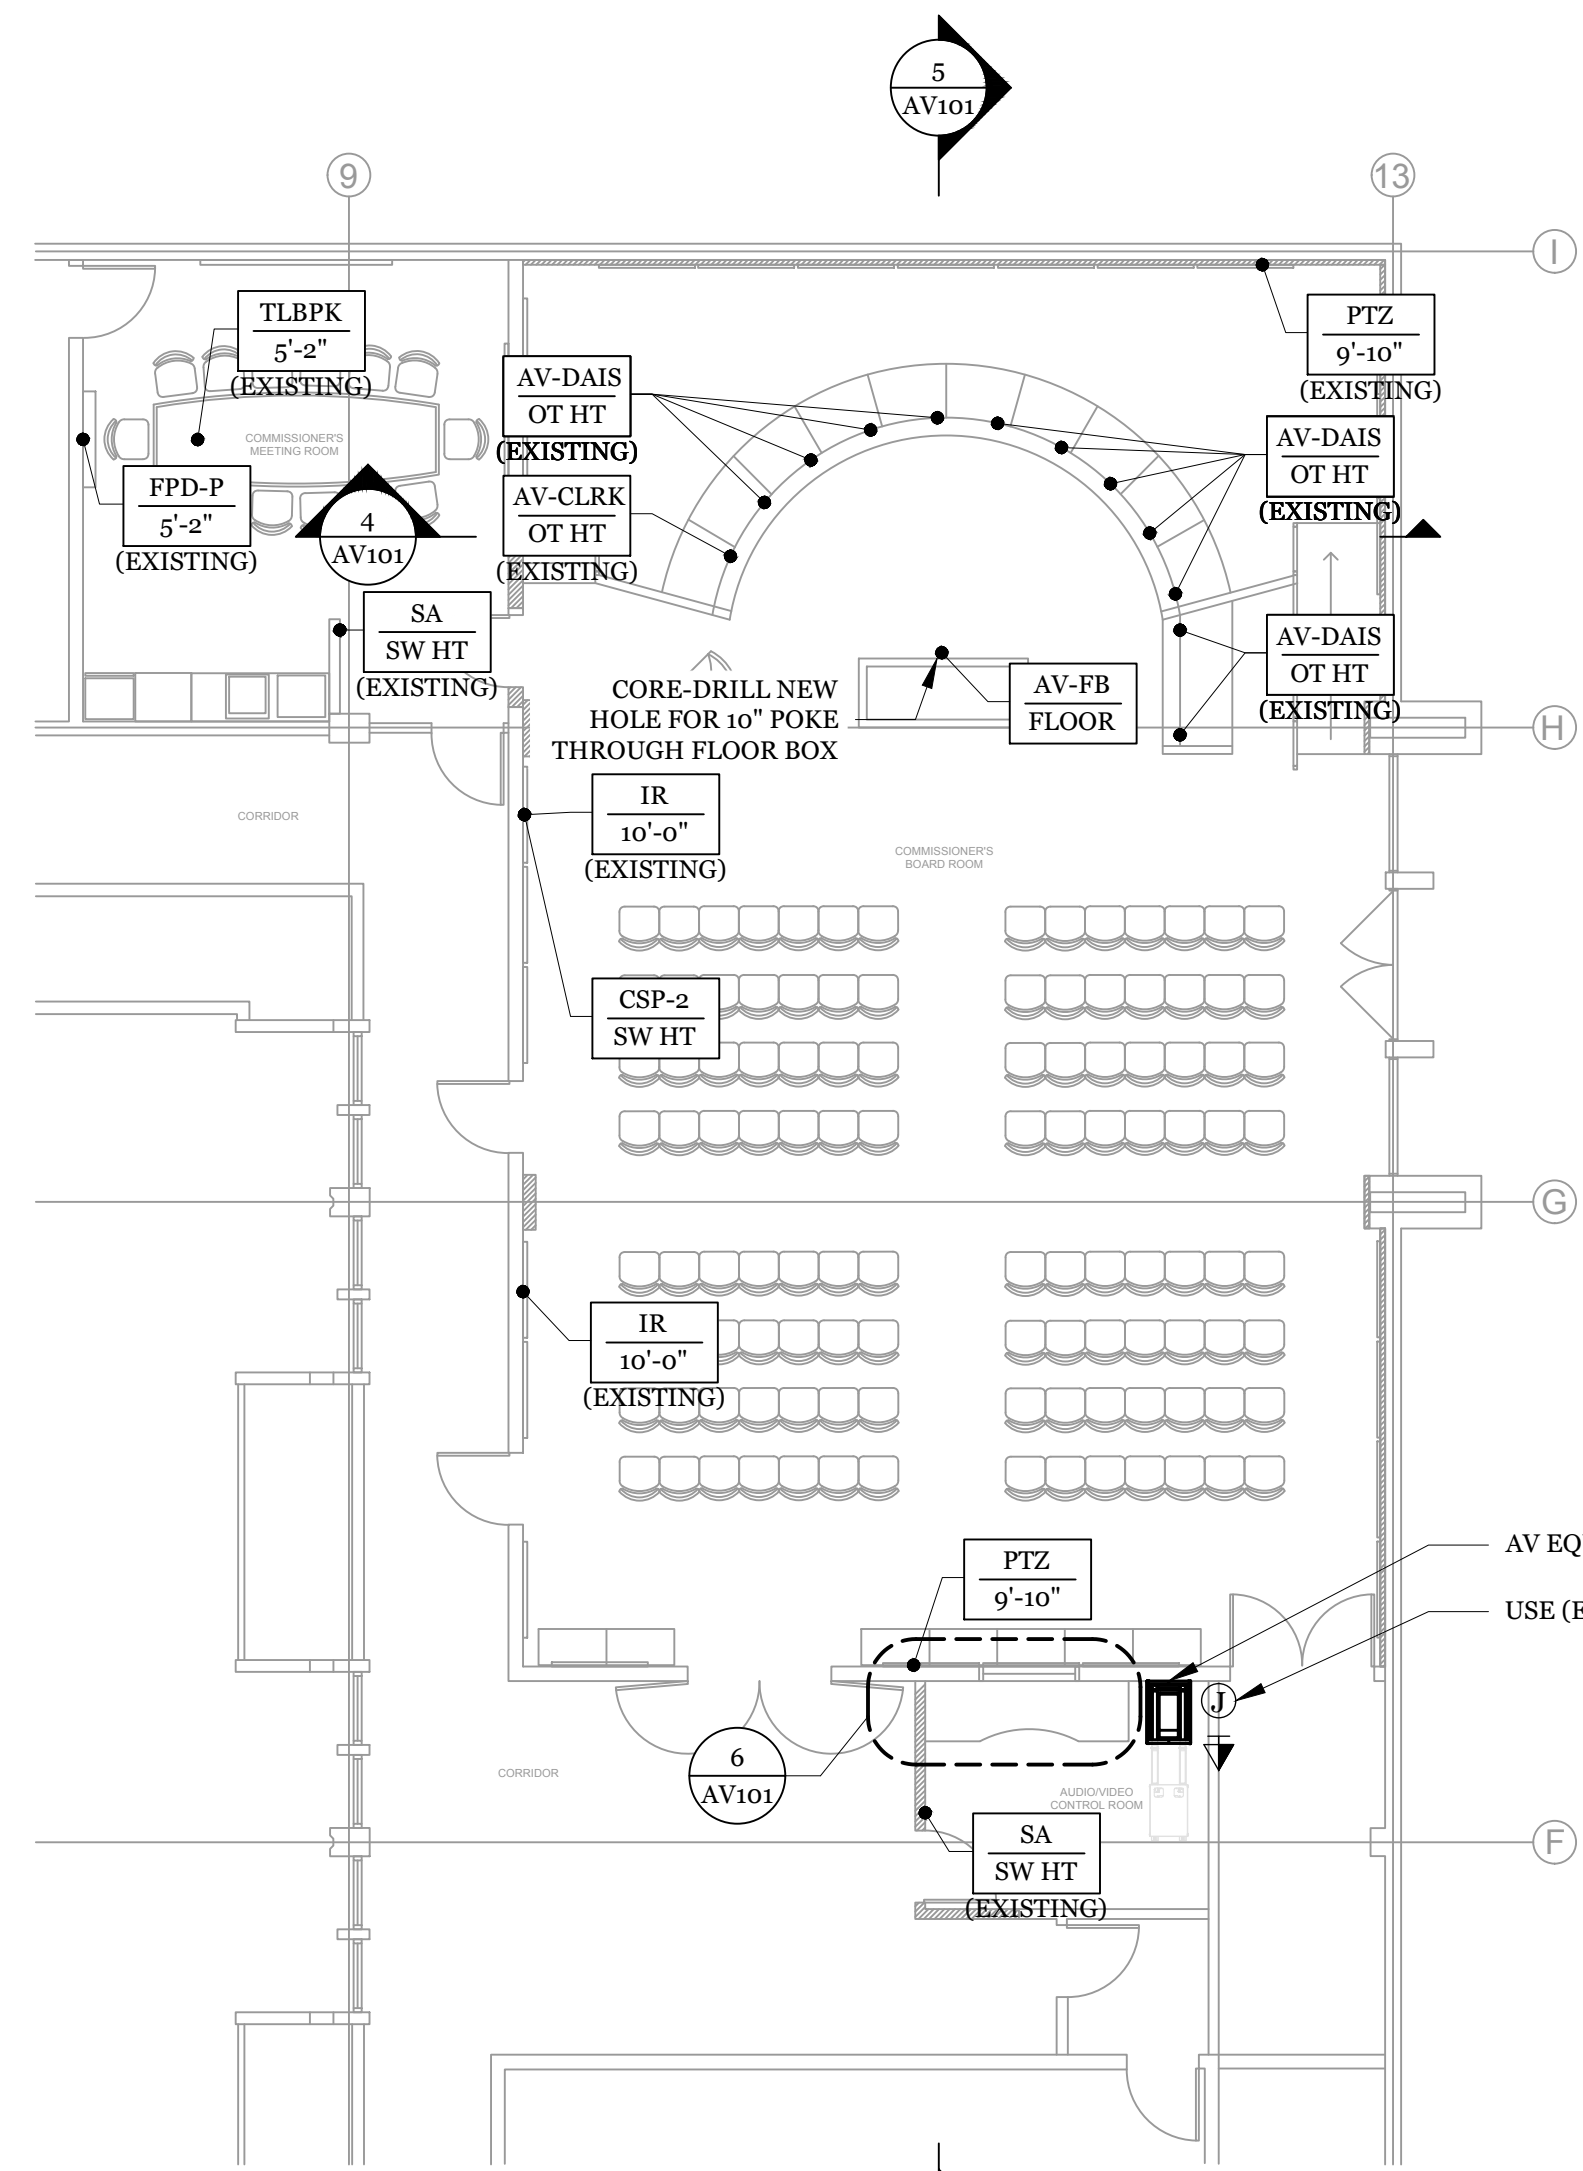 5
AV101
9
13
I
TLBPK
5'-2"
(EXISTING)
PTZ
9'-10"
(EXISTING)
AV-DAIS
OT HT
(EXISTING)
AV-DAIS
OT HT
(EXISTING)
COMMISSIONER'S
MEETING ROOM
FPD-P
5'-2"
(EXISTING)
4
AV101
AV-CLRK
OT HT
(EXISTING)
SA
SW HT
(EXISTING)
AV-DAIS
OT HT
(EXISTING)
CORE-DRILL NEW
HOLE FOR 10" POKE
THROUGH FLOOR BOX
AV-FB
FLOOR
H
IR
10'-0"
(EXISTING)
CORRIDOR
COMMISSIONER'S
BOARD ROOM
CSP-2
SW HT
G
IR
10'-0"
(EXISTING)
PTZ
9'-10"
AV EQ
USE (E
J
6
AV101
CORRIDOR
AUDIO/VIDEO
CONTROL ROOM
SA
SW HT
(EXISTING)
F